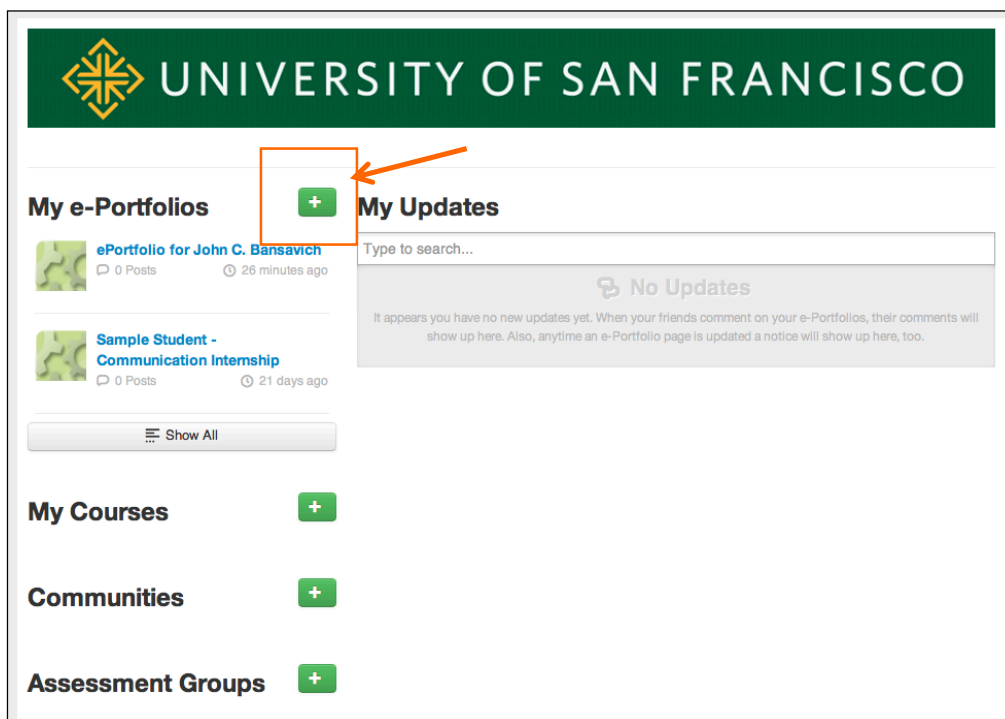 UNIVERSITY OF SAN FRANCISCO
My e-Portfolios
+
ePortfolio for John C. Bansavich
0 Posts
26 minutes ago
Sample Student -
Communication Internship
0 Posts
21 days ago
Show All
My Courses
+
Communities
+
Assessment Groups
+
My Updates
Type to search...
No Updates
It appears you have no new updates yet. When your friends comment on your e-Portfolios, their comments will
show up here. Also, anytime an e-Portfolio page is updated a notice will show up here, too.